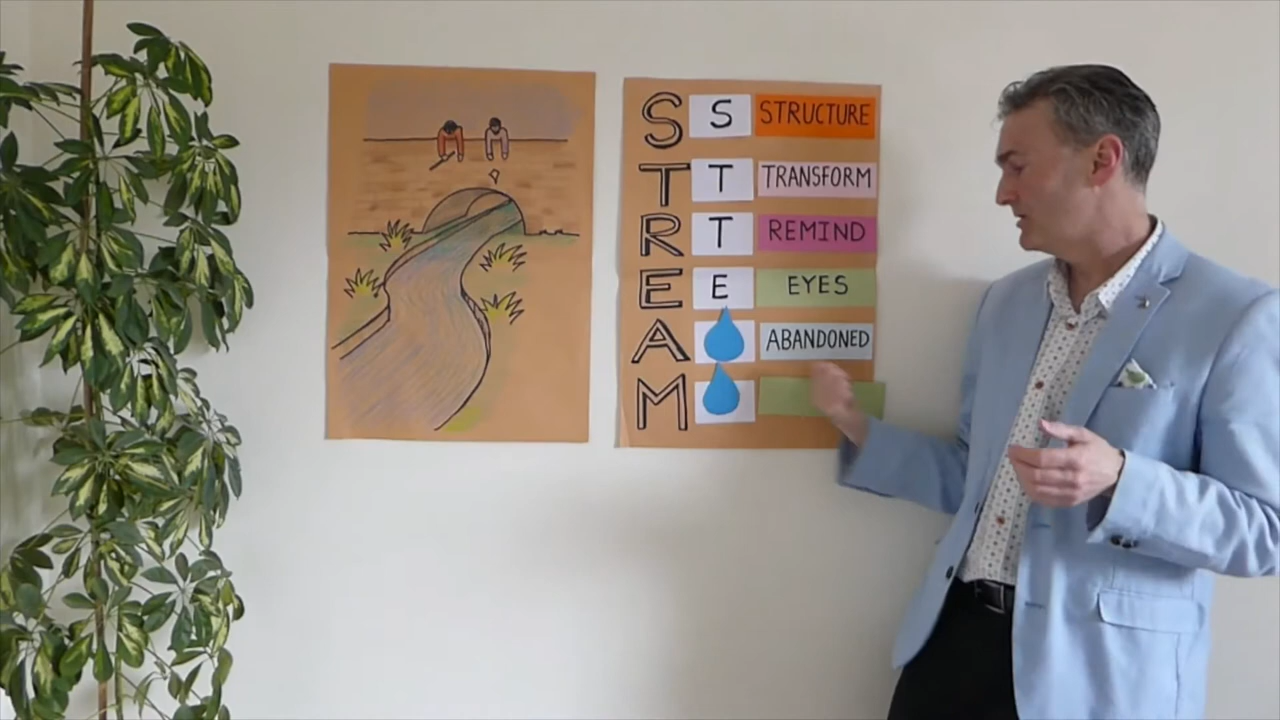 S S STRUCTURE
T T TRANSFORM
R T REMIND
E E EYES
A ABANDONED
M